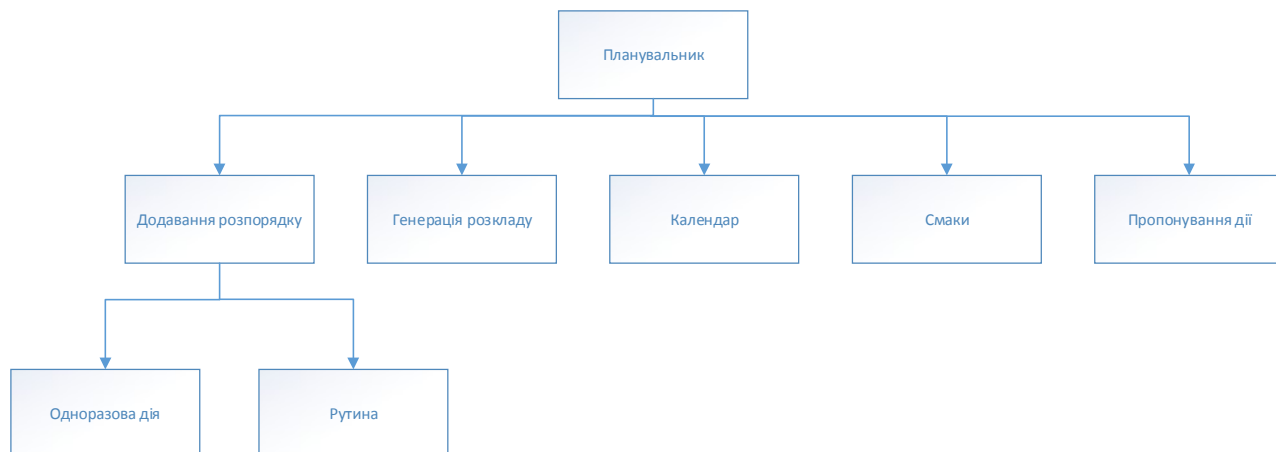 Планувальник
Додавання розпорядку
Генерація розкладу
Календар
Смаки
Пропонування дії
Одноразова дія
Рутина